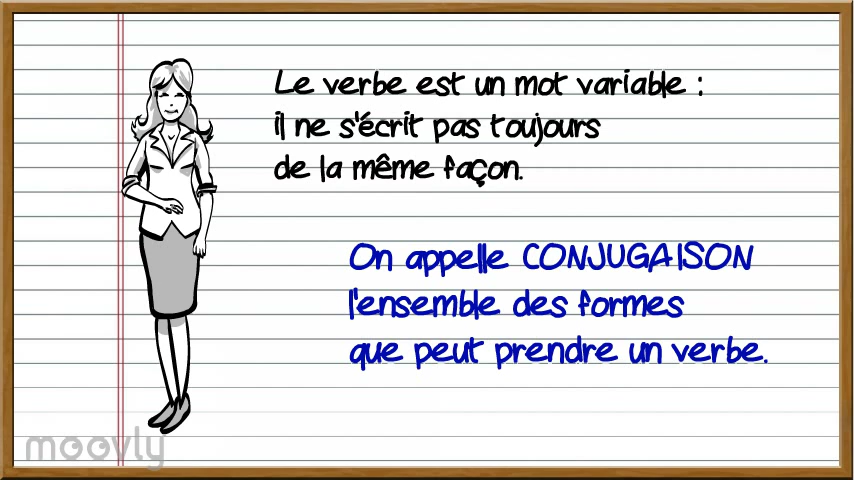 Le verbe est un mot variable :
il ne s'écrit pas toujours
de la même façon.
On appelle CONJUGAISON
l'ensemble des formes
que peut prendre un verbe.
moovly